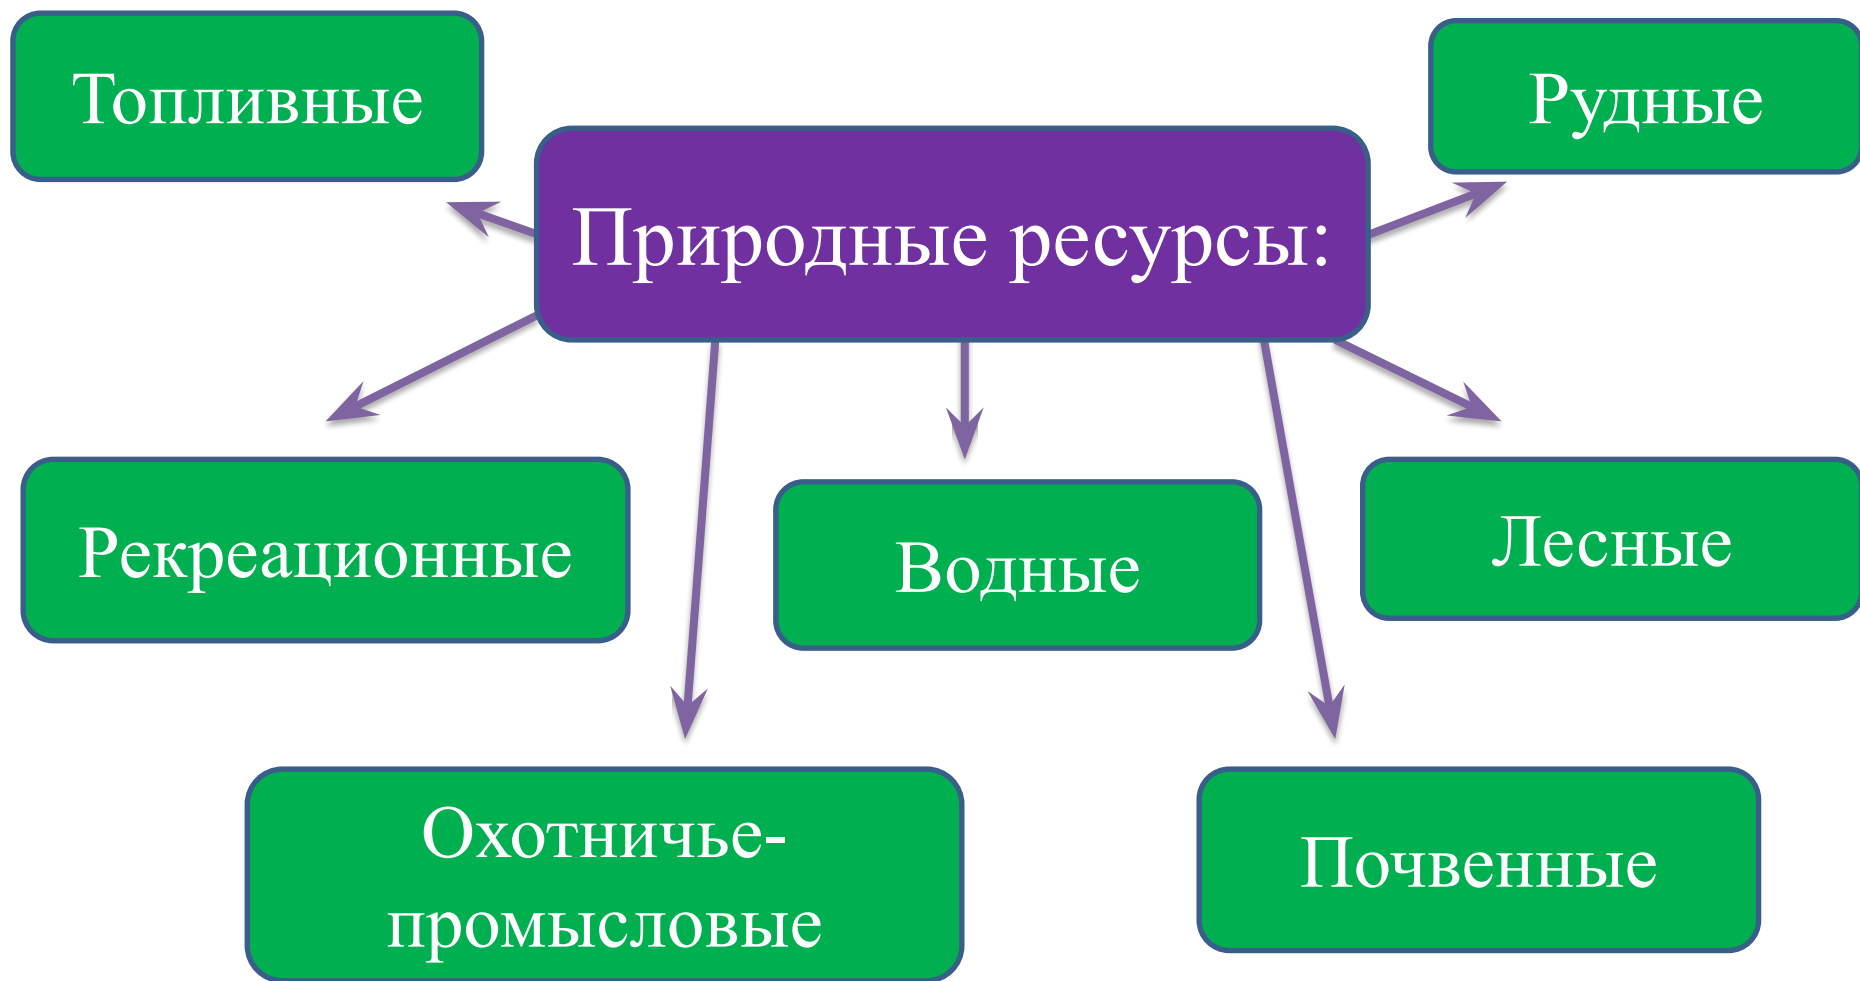 Топливные
Рудные
Природные ресурсы:
Рекреационные
Водные
Лесные
Охотничье-
промысловые
Почвенные